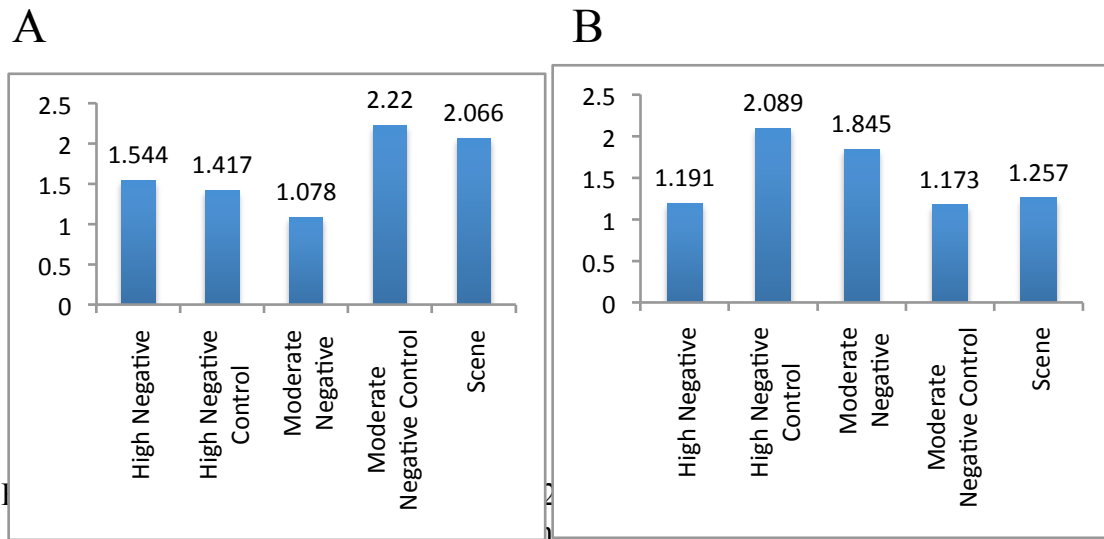 A
B
2.5
2
1.5
1
0.5
0
1.544
1.417
1.078
2.22
2.066
High Negative
High Negative
Control
Moderate
Negative
Moderate
Negative Control
Scene
2.5
2
1.5
1
0.5
0
1.191
2.089
1.845
1.173
1.257
High Negative
High Negative
Control
Moderate
Negative
Moderate
Negative Control
Scene